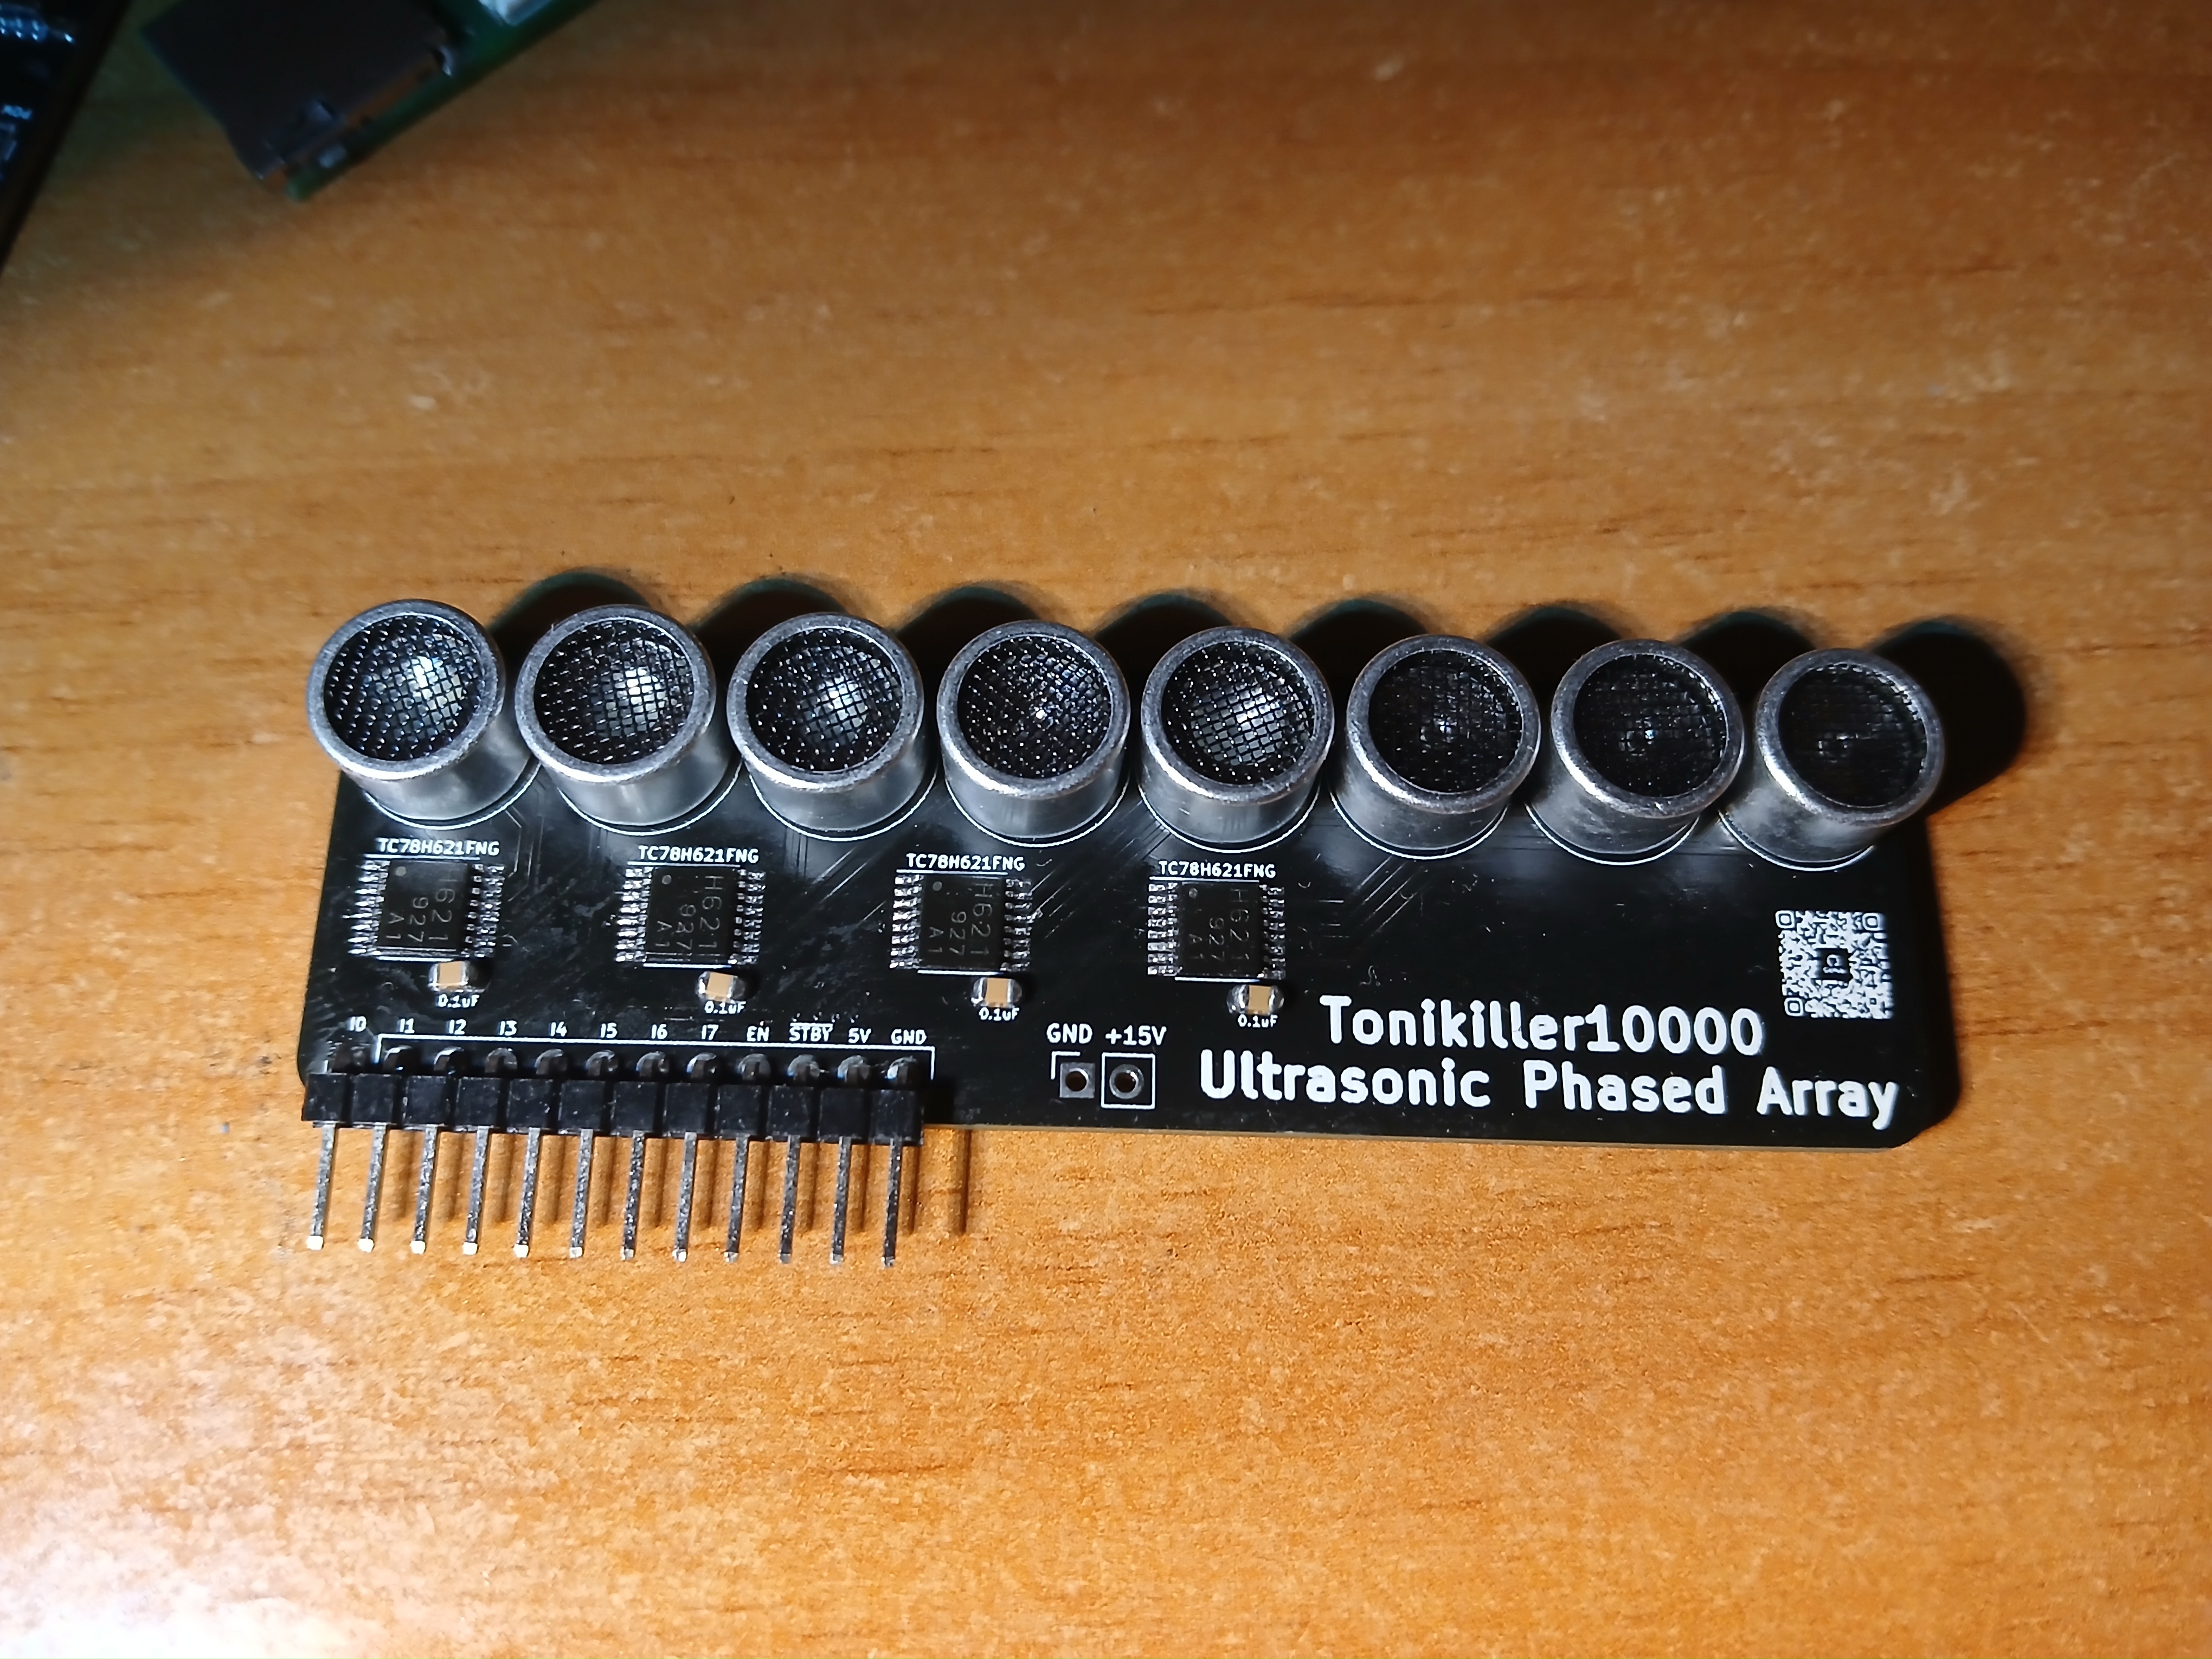 I0 I1 I2 I3 I4 I5 I6 I7 EN STBY 5V GND
TC78H621FNG
H621
927
A1
0.1uF
TC78H621FNG
H621
927
A1
0.1uF
TC78H621FNG
H621
927
A1
0.1uF
TC78H621FNG
H621
927
A1
0.1uF
GND +15V
Tonikiller10000
Ultrasonic Phased Array